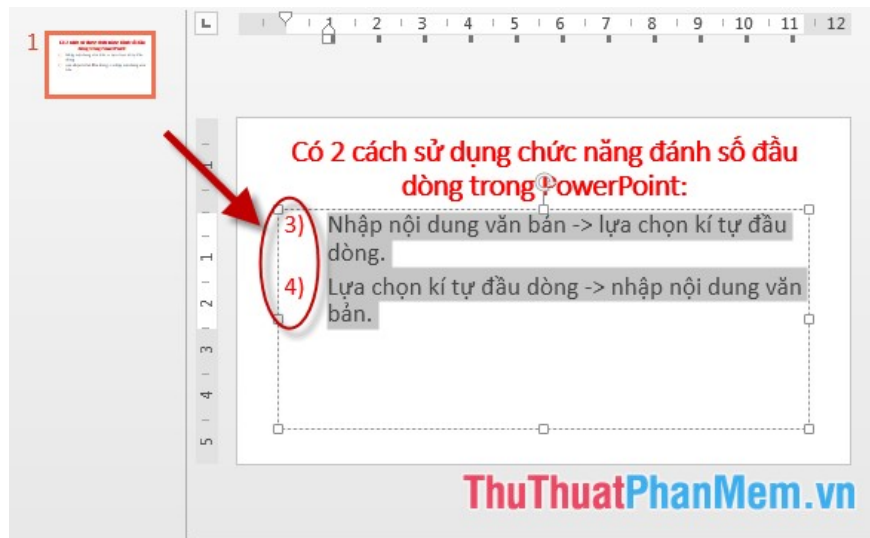 L 1 2 3 4 5 6 7 8 9 10 11 12
1
1
1
2
3
4
5
Có 2 cách sử dụng chức năng đánh số đầu
dòng trong PowerPoint:
3) Nhập nội dung văn bản -> lựa chọn kí tự đầu
dòng.
4) Lựa chọn kí tự đầu dòng -> nhập nội dung văn
bản.
ThuThuatPhanMem.vn